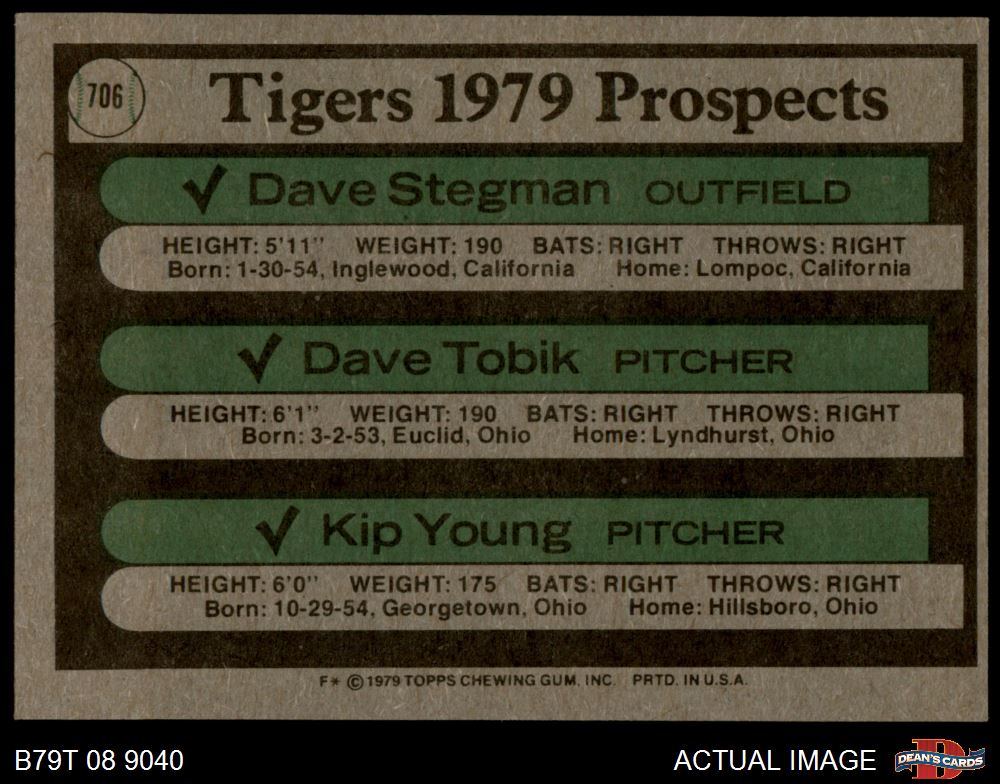 706
Tigers 1979 Prospects
✓ Dave Stegman OUTFIELD
HEIGHT: 5'11" WEIGHT: 190 BATS: RIGHT THROWS: RIGHT
Born: 1-30-54, Inglewood, California Home: Lompoc, California
✓ Dave Tobik PITCHER
HEIGHT: 6'1" WEIGHT: 190 BATS: RIGHT THROWS: RIGHT
Born: 3-2-53, Euclid, Ohio Home: Lyndhurst, Ohio
✓ Kip Young PITCHER
HEIGHT: 6'0" WEIGHT: 175 BATS: RIGHT THROWS: RIGHT
Born: 10-29-54, Georgetown, Ohio Home: Hillsboro, Ohio
F* © 1979 TOPPS CHEWING GUM, INC. PRTD. IN U.S.A.
B79T 08 9040 ACTUAL IMAGE DEAN'S CARDS